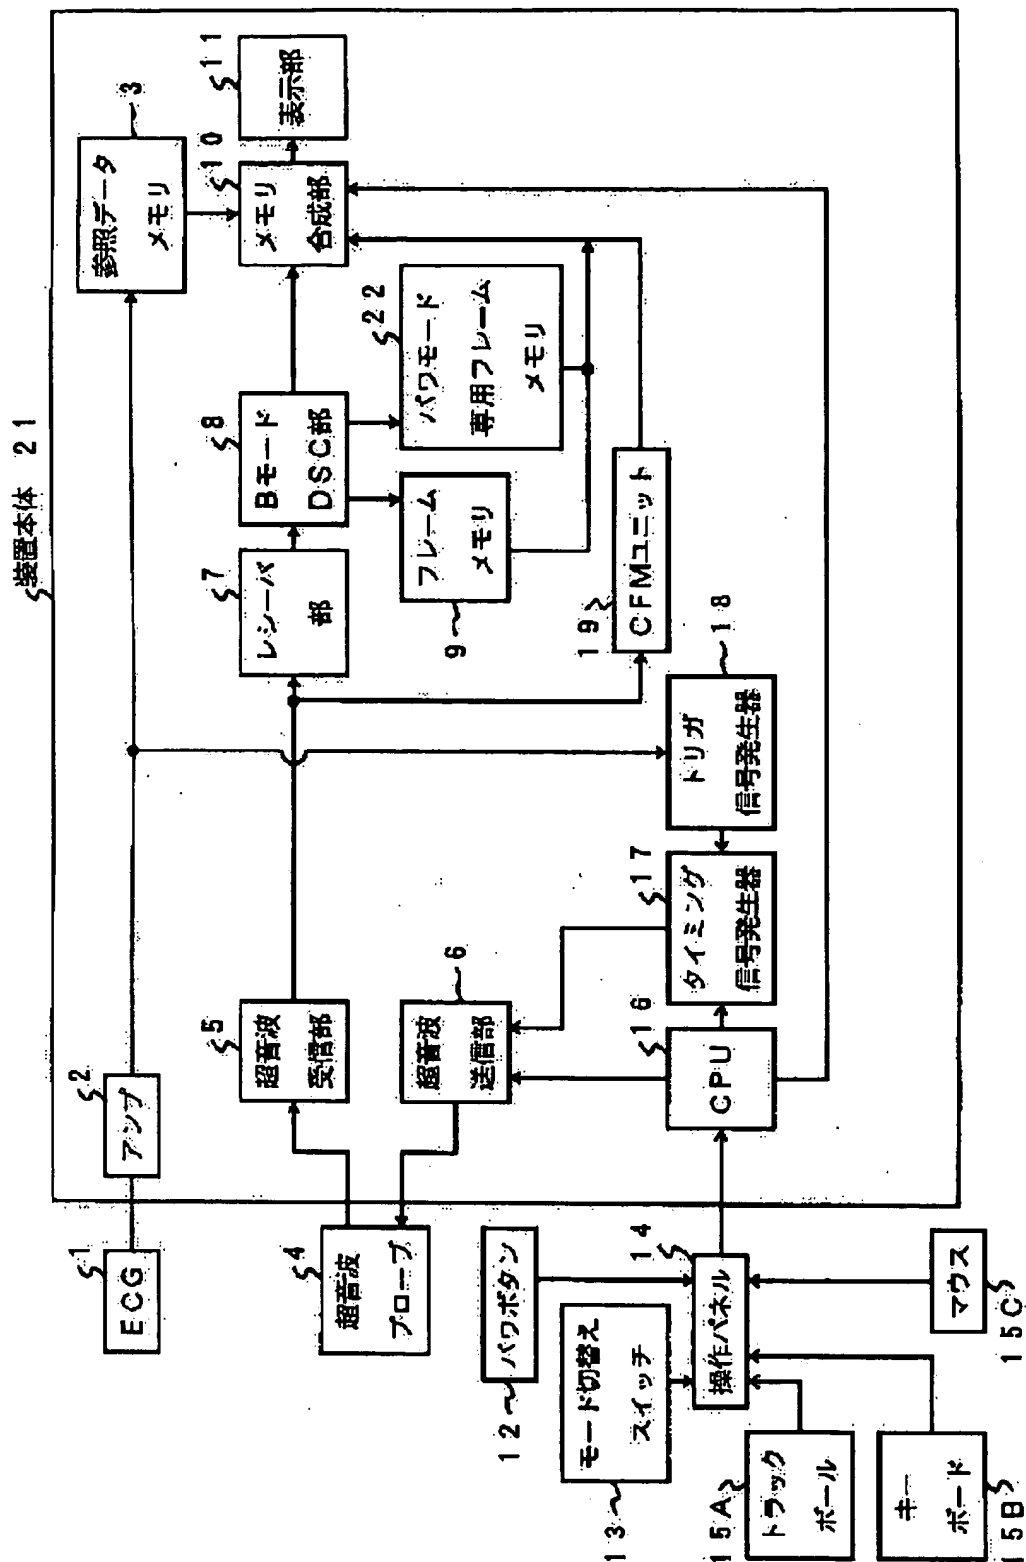 装置本体 21
ECG
1
アンプ
2
参照データ
メモリ
3
超音波
プローブ
4
超音波
受信部
5
超音波
送信部
6
レシーバ
部
7
Bモード
DSC部
8
フレーム
メモリ
9
パワモード
専用フレーム
メモリ
22
メモリ
合成部
10
表示部
11
パワボタン
12
モード切替え
スイッチ
13
操作パネル
14
トラック
ボール
15A
キー
ボード
15B
マウス
15C
CPU
16
タイミング
信号発生器
17
トリガ
信号発生器
18
CFMユニット
19